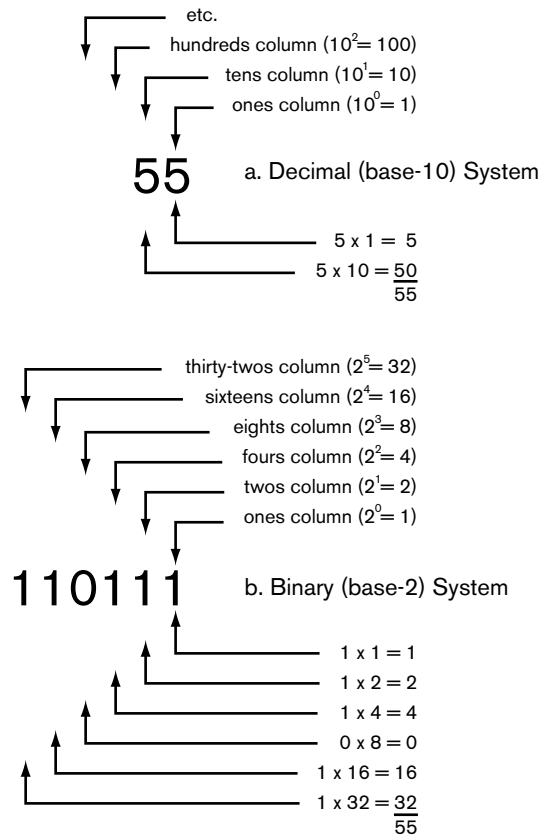 etc.
hundreds column (10²= 100)
tens column (10¹= 10)
ones column (10⁰= 1)
55
a. Decimal (base-10) System
5 x 1 = 5
5 x 10 = 50
55
thirty-twos column (2⁵= 32)
sixteens column (2⁴= 16)
eights column (2³= 8)
fours column (2²= 4)
twos column (2¹= 2)
ones column (2⁰= 1)
110111
b. Binary (base-2) System
1 x 1 = 1
1 x 2 = 2
1 x 4 = 4
0 x 8 = 0
1 x 16 = 16
1 x 32 = 32
55